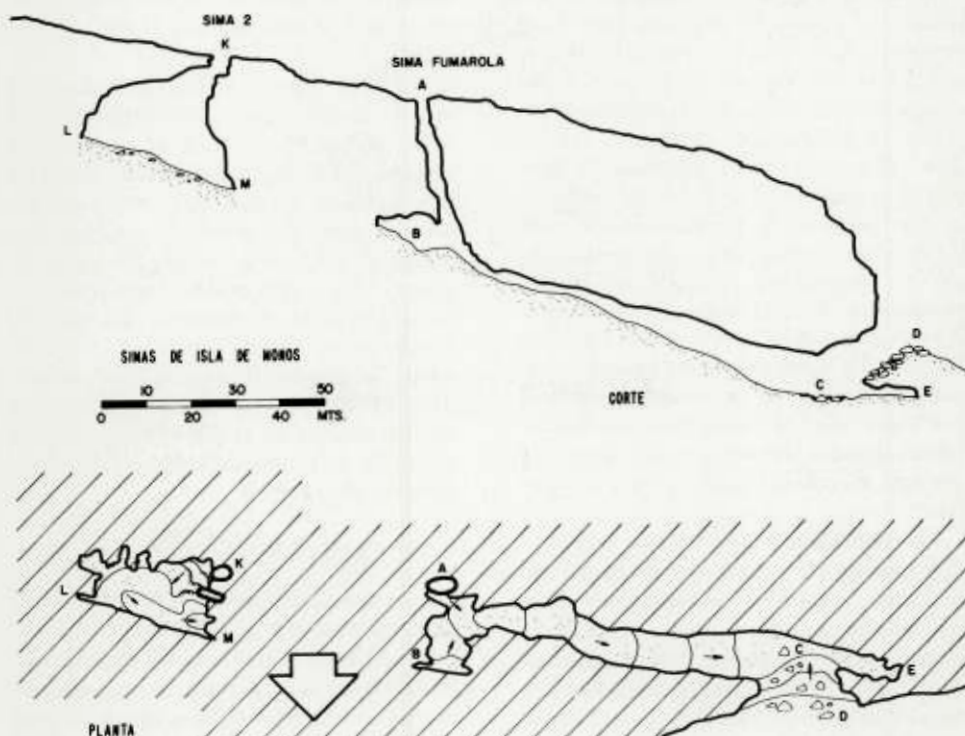 SIMA 2
K
SIMA FUMAROLA
A
L
M
B
D
SIMAS DE ISLA DE MONOS
10 30 50
0 20 40 MTS.
CORTE
C
E
K
A
L
M
B
C
E
D
PLANTA